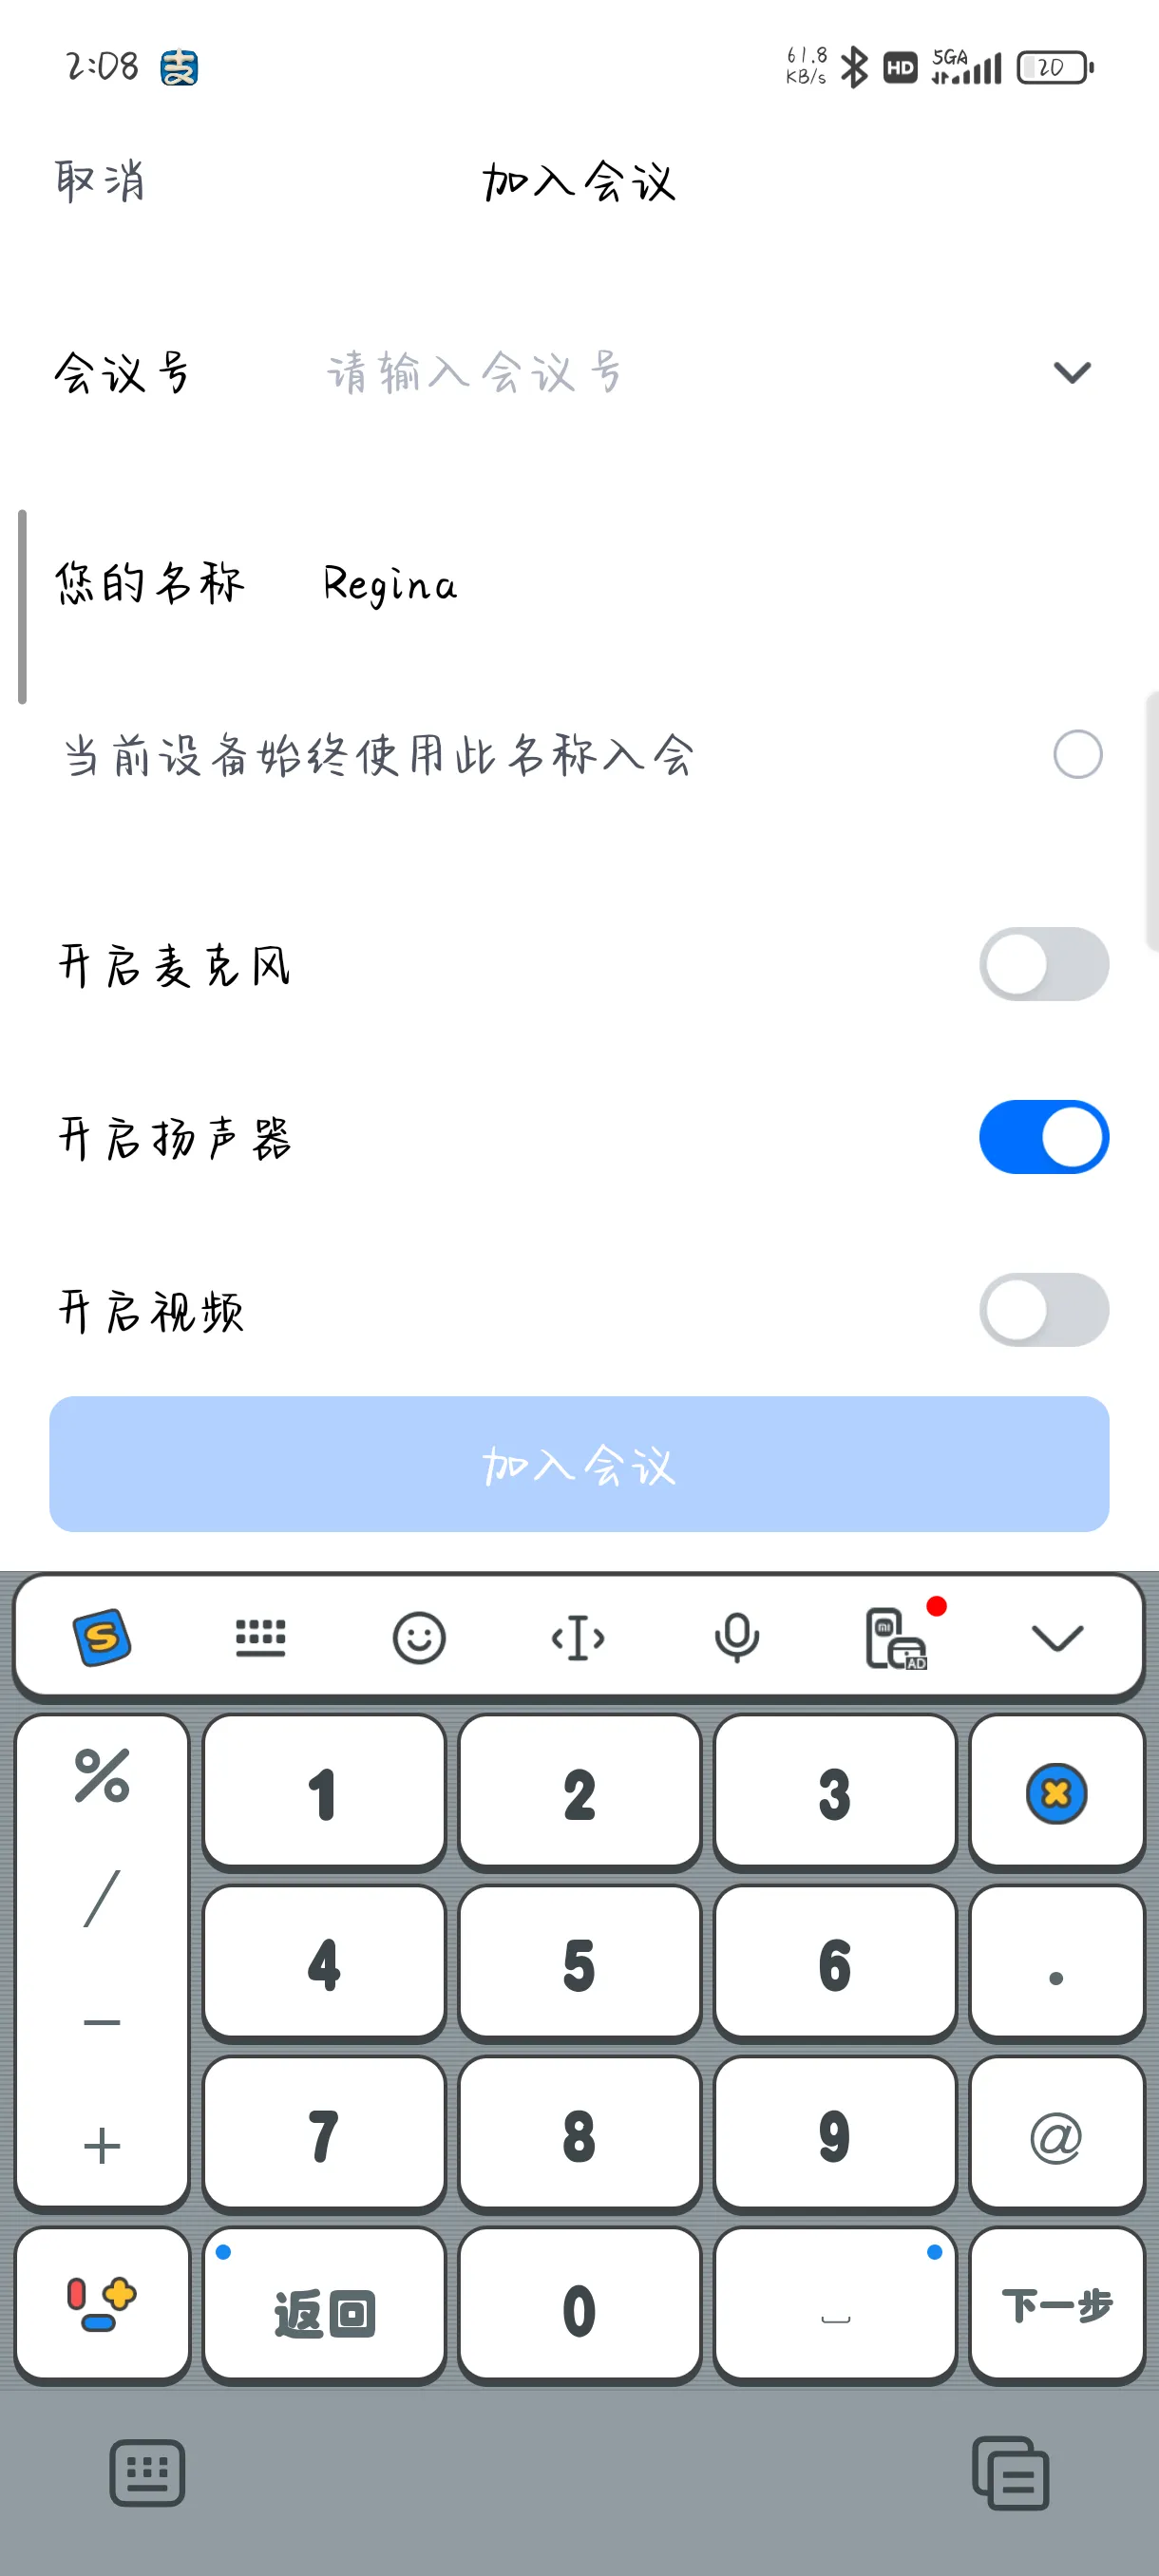 2:08 支 61.8 KB/s HD 5GA 20
取消 加入会议
会议号 请输入会议号
您的名称 Regina
当前设备始终使用此名称入会
开启麦克风
开启扬声器
开启视频
加入会议
S mi AD
% 1 2 3
/ 4 5 6 .
- 7 8 9 @
+
返回 0 下一步